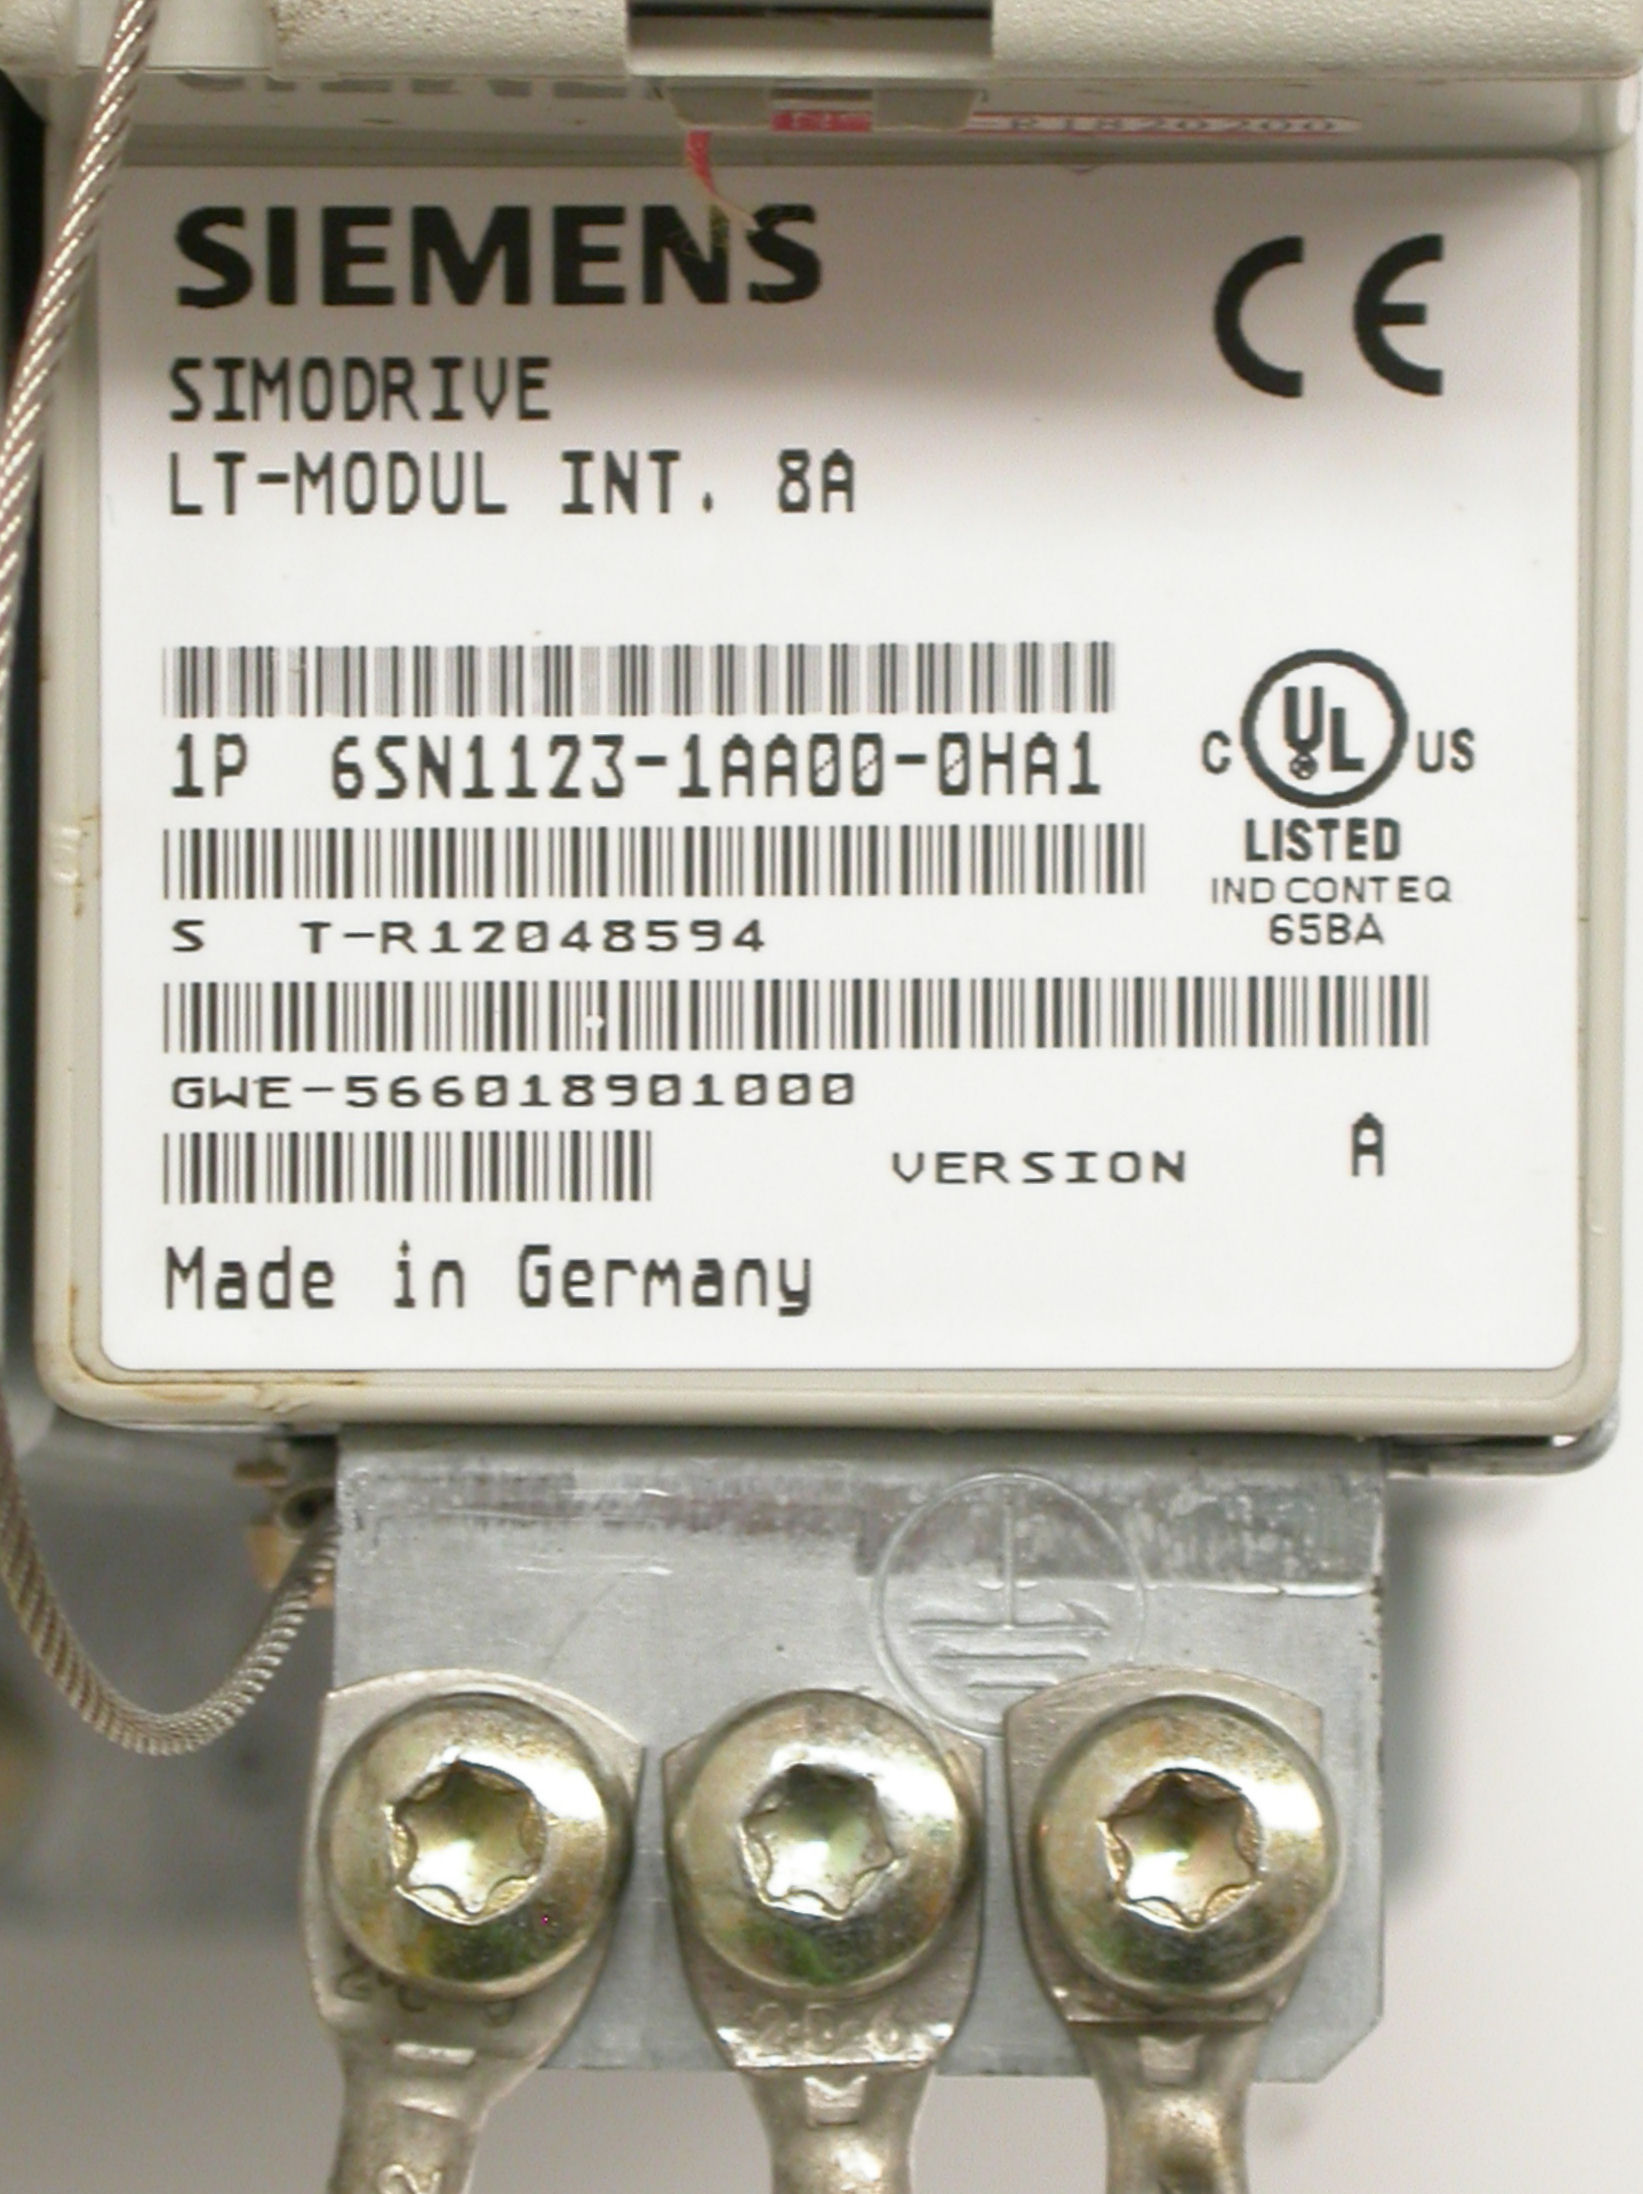 R1820200
SIEMENS
CE
SIMODRIVE
LT-MODUL INT. 8A
1P 6SN1123-1AA00-0HA1
C UL US
LISTED
IND CONT EQ
65BA
S T-R12048594
GWE-566018901000
VERSION A
Made in Germany